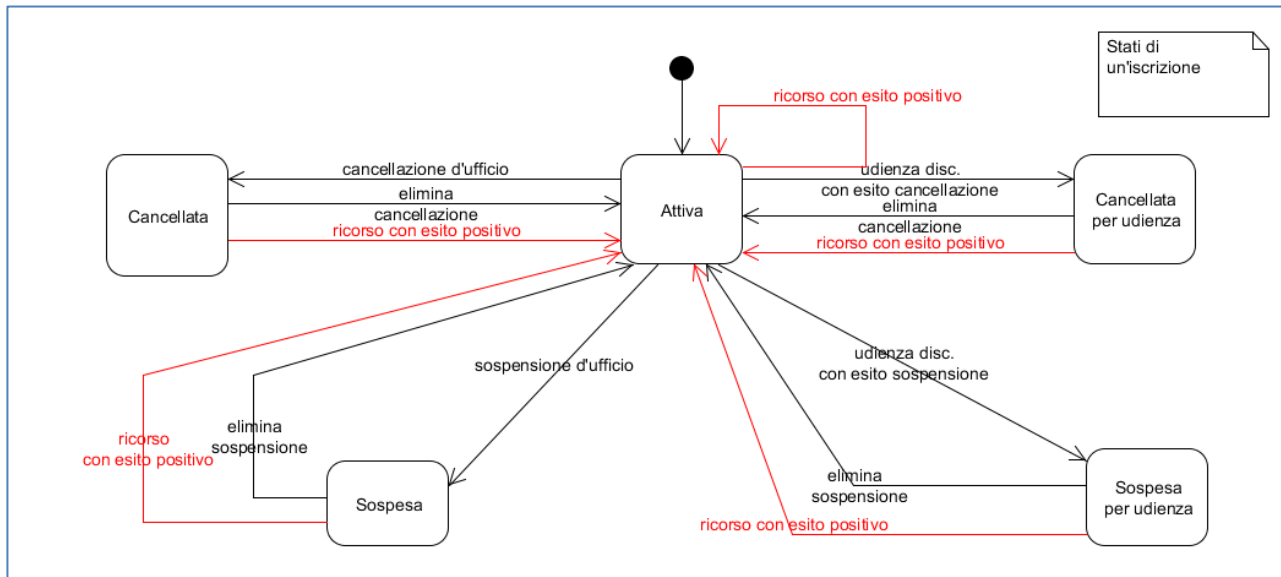 Stati di
un'iscrizione
ricorso con esito positivo
cancellazione d'ufficio
elimina
cancellazione
ricorso con esito positivo
Cancellata
Attiva
udienza disc.
con esito cancellazione
elimina
cancellazione
ricorso con esito positivo
Cancellata
per udienza
sospensione d'ufficio
udienza disc.
con esito sospensione
ricorso
con esito positivo
elimina
sospensione
Sospesa
elimina
sospensione
ricorso con esito positivo
Sospesa
per udienza